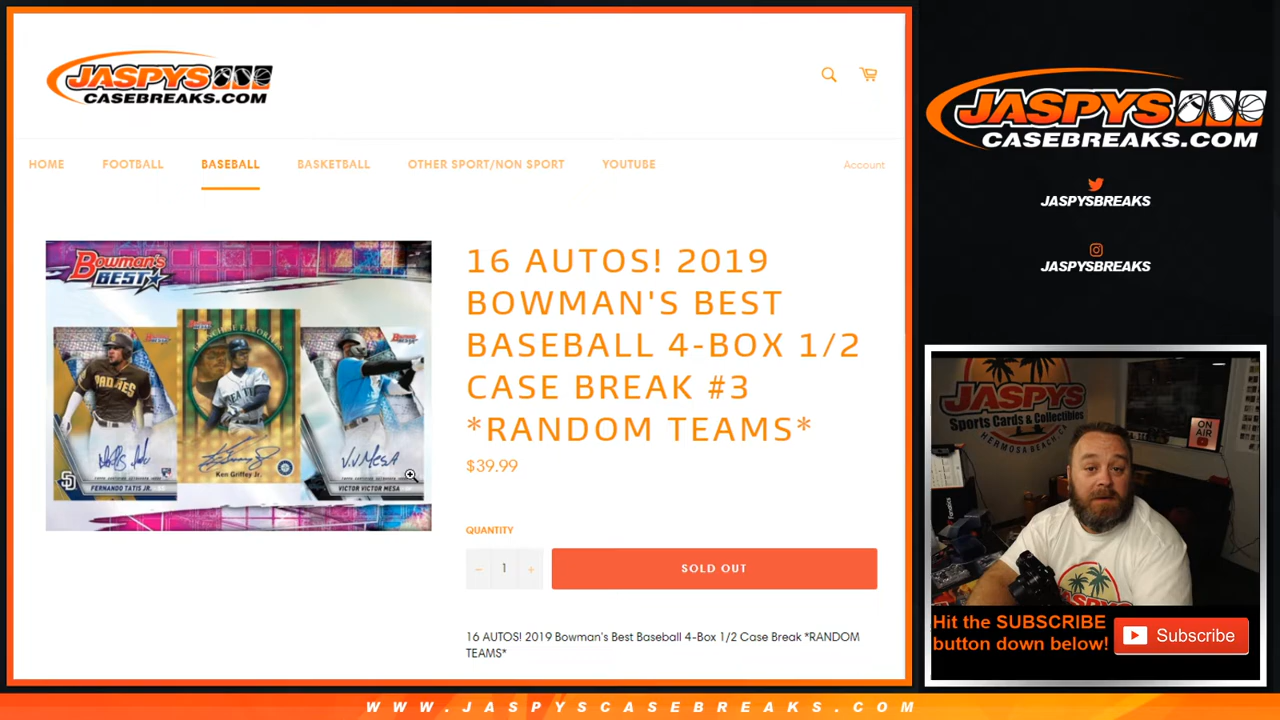 JASPYS
CASEBREAKS.COM
HOME
FOOTBALL
BASEBALL
BASKETBALL
OTHER SPORT/NON SPORT
YOUTUBE
Account
Bowman's
BEST
PADRES
FERNANDO TATIS JR.
Ken Griffey Jr.
VICTOR VICTOR MESA
16 AUTOS! 2019
BOWMAN'S BEST
BASEBALL 4-BOX 1/2
CASE BREAK #3
*RANDOM TEAMS*
$39.99
QUANTITY
− 1 +
SOLD OUT
16 AUTOS! 2019 Bowman's Best Baseball 4-Box 1/2 Case Break *RANDOM
TEAMS*
JASPYS
CASEBREAKS.COM
JASPYSBREAKS
JASPYSBREAKS
JASPYS
Sports Cards & Collectibles
HERMOSA BEACH, CA
ON
AIR
Fanatics
JASPYS
Hit the SUBSCRIBE
button down below!
Subscribe
WWW.JASPYSCASEBREAKS.COM